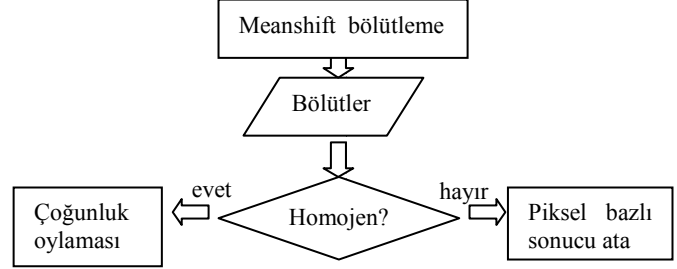 Meanshift bölütleme
Bölütler
evet
hayır
Çoğunluk
oylaması
Homojen?
Piksel bazlı
sonucu ata